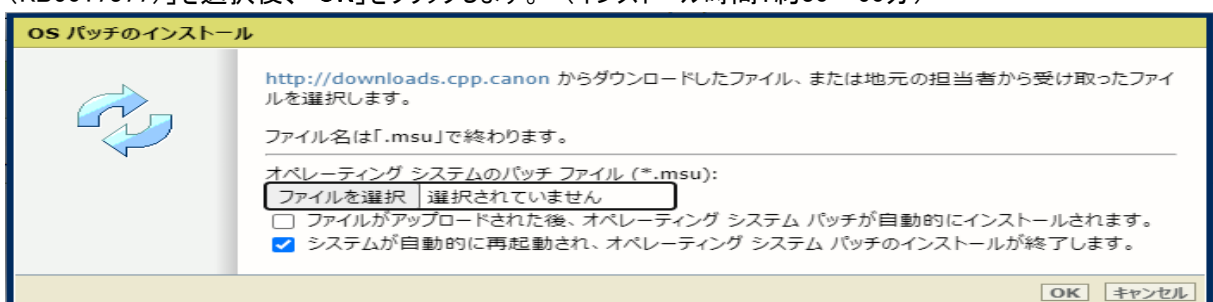 OS パッチのインストール
http://downloads.cpp.canon からダウンロードしたファイル、または地元の担当者から受け取ったファイ
ルを選択します。
ファイル名は「.msu」で終わります。
オペレーティング システムのパッチ ファイル (*.msu):
ファイルを選択 選択されていません
ファイルがアップロードされた後、オペレーティング システム パッチが自動的にインストールされます。
システムが自動的に再起動され、オペレーティング システム パッチのインストールが終了します。
OK キャンセル